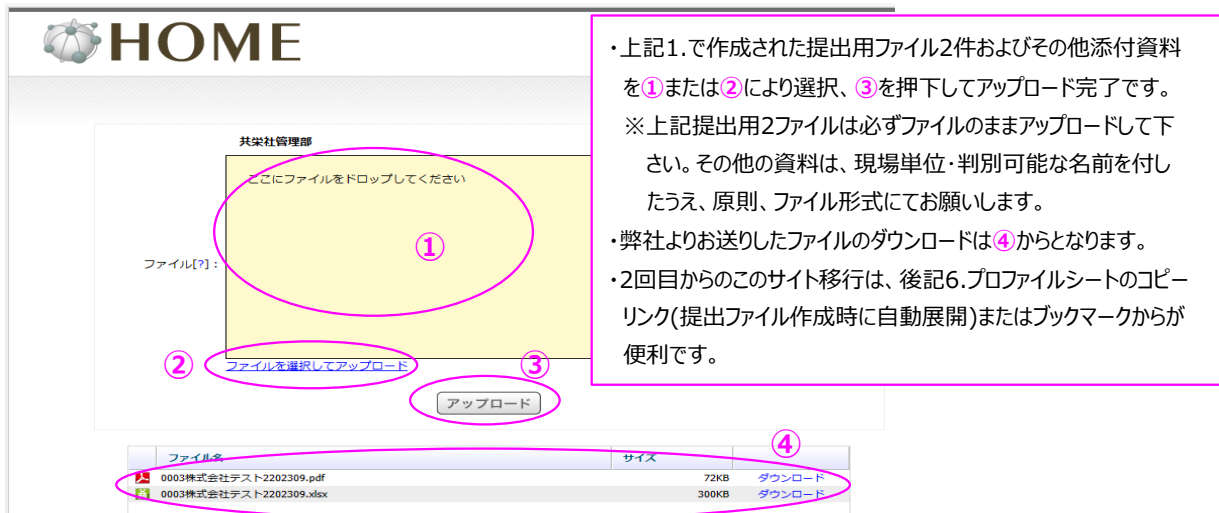 HOME
共栄社管理部
ここにファイルをドロップしてください
①
ファイル[?]：
②
ファイルを選択してアップロード
③
アップロード
④
ファイル名 サイズ
0003株式会社テスト2202309.pdf 72KB ダウンロード
0003株式会社テスト2202309.xlsx 300KB ダウンロード
・上記1.で作成された提出用ファイル2件およびその他添付資料
を①または②により選択、③を押下してアップロード完了です。
※上記提出用2ファイルは必ずファイルのままアップロードして下
さい。その他の資料は、現場単位・判別可能な名前を付し
たうえ、原則、ファイル形式にてお願いします。
・弊社よりお送りしたファイルのダウンロードは④からとなります。
・2回目からのこのサイト移行は、後記6.プロファイルシートのコピー
リンク(提出ファイル作成時に自動展開)またはブックマークからが
便利です。